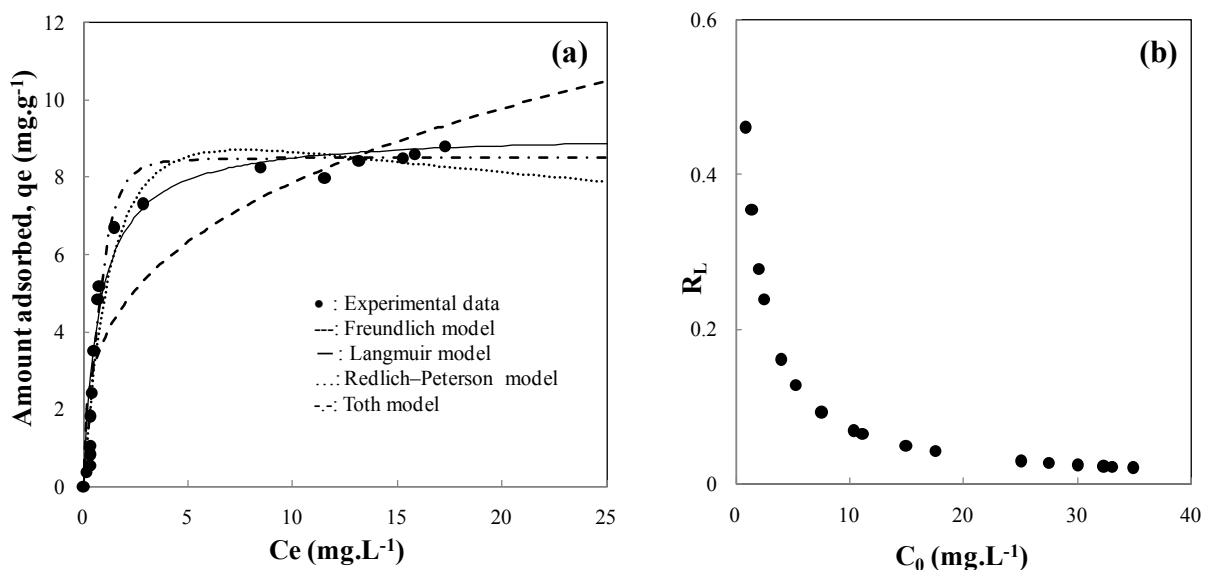 (a)
Amount adsorbed, qe (mg.g⁻¹)
12
10
8
6
4
2
0
0 5 10 15 20 25
Ce (mg.L⁻¹)
● : Experimental data
---: Freundlich model
— : Langmuir model
...: Redlich–Peterson model
-.-: Toth model
(b)
R_L
0.6
0.4
0.2
0
0 10 20 30 40
C₀ (mg.L⁻¹)